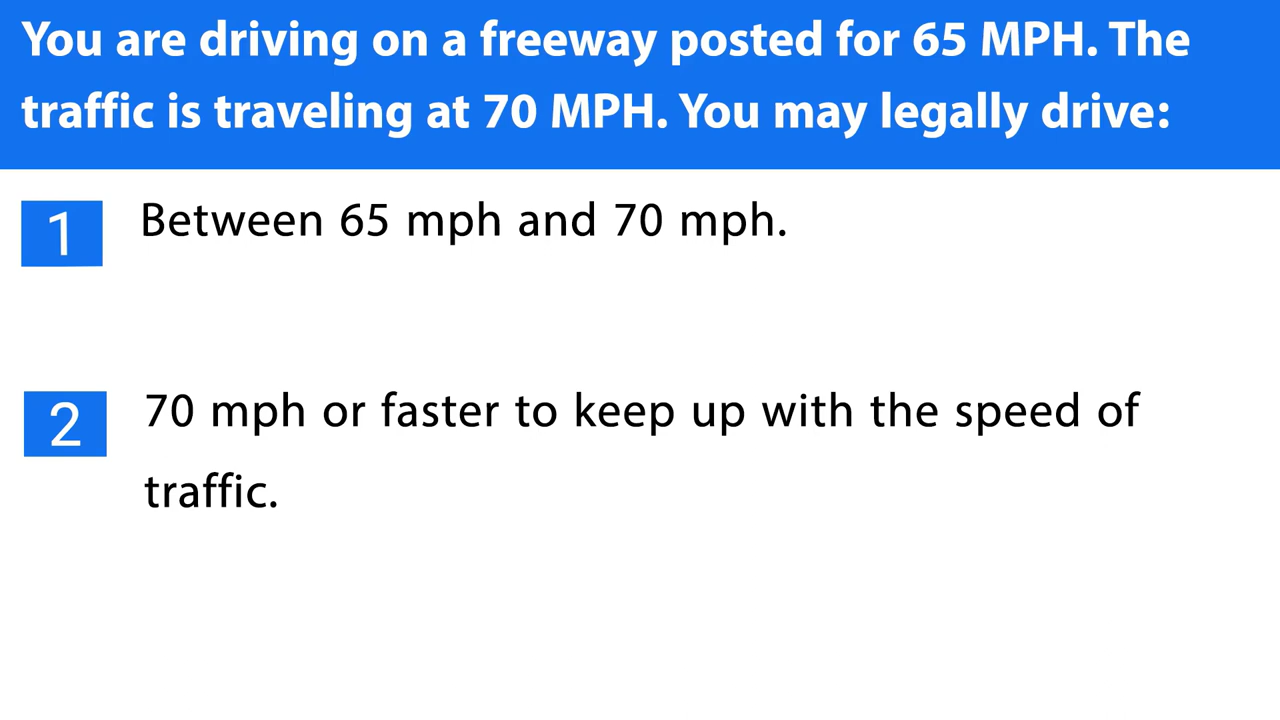 You are driving on a freeway posted for 65 MPH. The
traffic is traveling at 70 MPH. You may legally drive:
1 Between 65 mph and 70 mph.
2 70 mph or faster to keep up with the speed of
traffic.